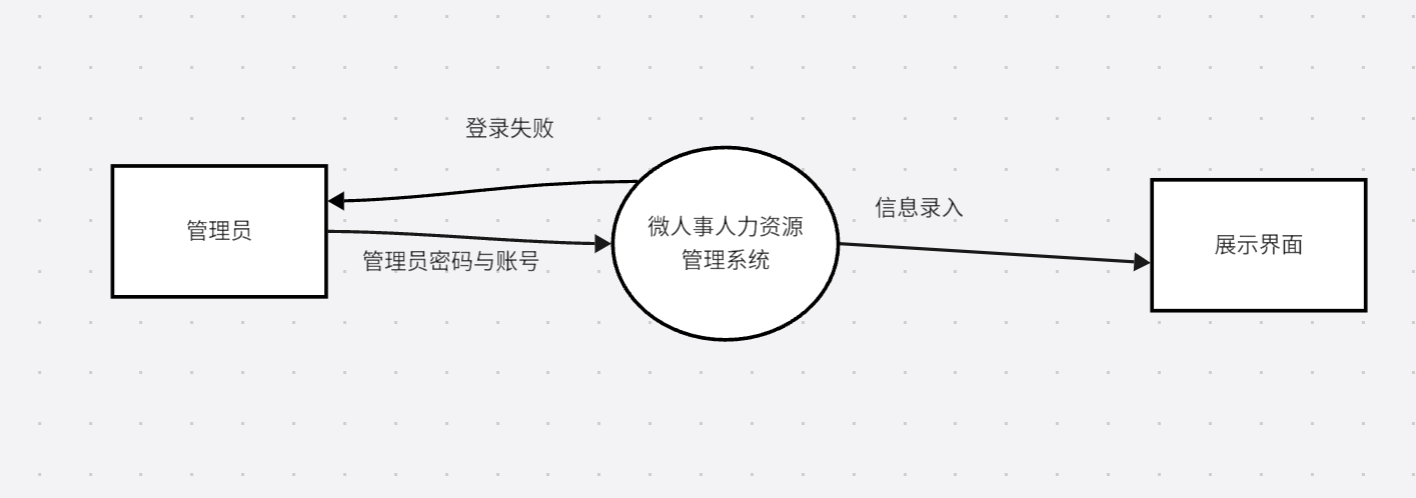 登录失败
管理员
管理员密码与账号
微人事人力资源
管理系统
信息录入
展示界面